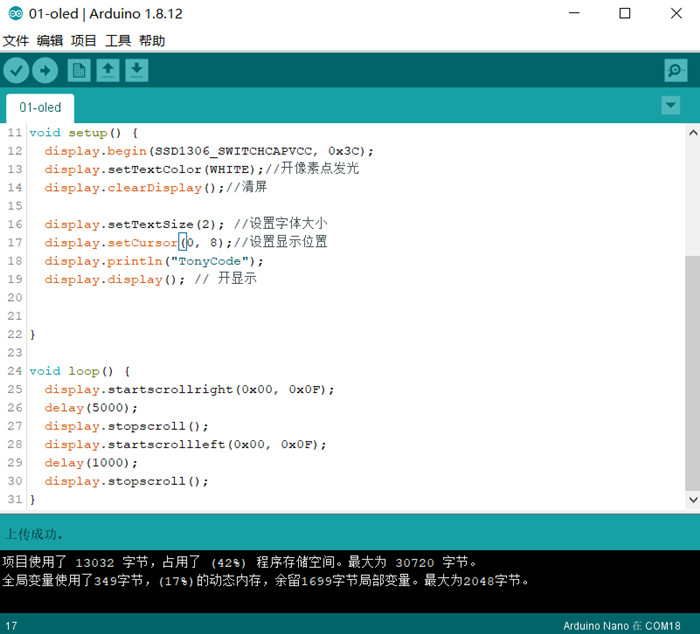 01-oled | Arduino 1.8.12
文件 编辑 项目 工具 帮助
01-oled
11 void setup() {
12 display.begin(SSD1306_SWITCHCAPVCC, 0x3C);
13 display.setTextColor(WHITE);//开像素点发光
14 display.clearDisplay();//清屏
15
16 display.setTextSize(2); //设置字体大小
17 display.setCursor(0, 8);//设置显示位置
18 display.println("TonyCode");
19 display.display(); // 开显示
20
21
22 }
23
24 void loop() {
25 display.startscrollright(0x00, 0x0F);
26 delay(5000);
27 display.stopscroll();
28 display.startscrollleft(0x00, 0x0F);
29 delay(1000);
30 display.stopscroll();
31 }
上传成功。
项目使用了 13032 字节，占用了 (42%) 程序存储空间。最大为 30720 字节。
全局变量使用了349字节，(17%)的动态内存，余留1699字节局部变量。最大为2048字节。
17 Arduino Nano 在 COM18